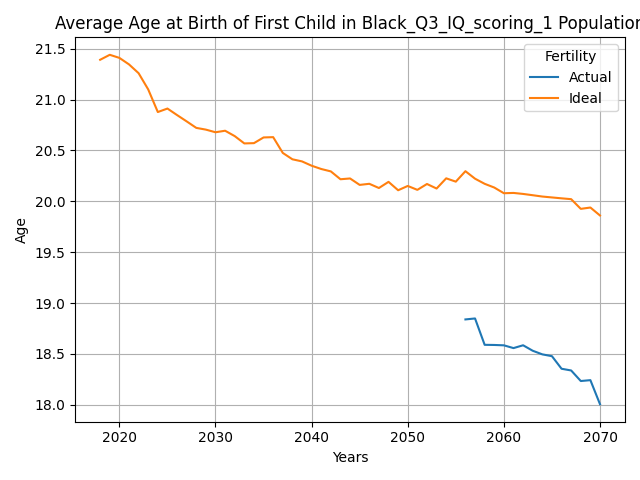 Average Age at Birth of First Child in Black_Q3_IQ_scoring_1 Population
Fertility
Actual
Ideal
21.5
21.0
20.5
20.0
19.5
19.0
18.5
18.0
Age
2020 2030 2040 2050 2060 2070
Years